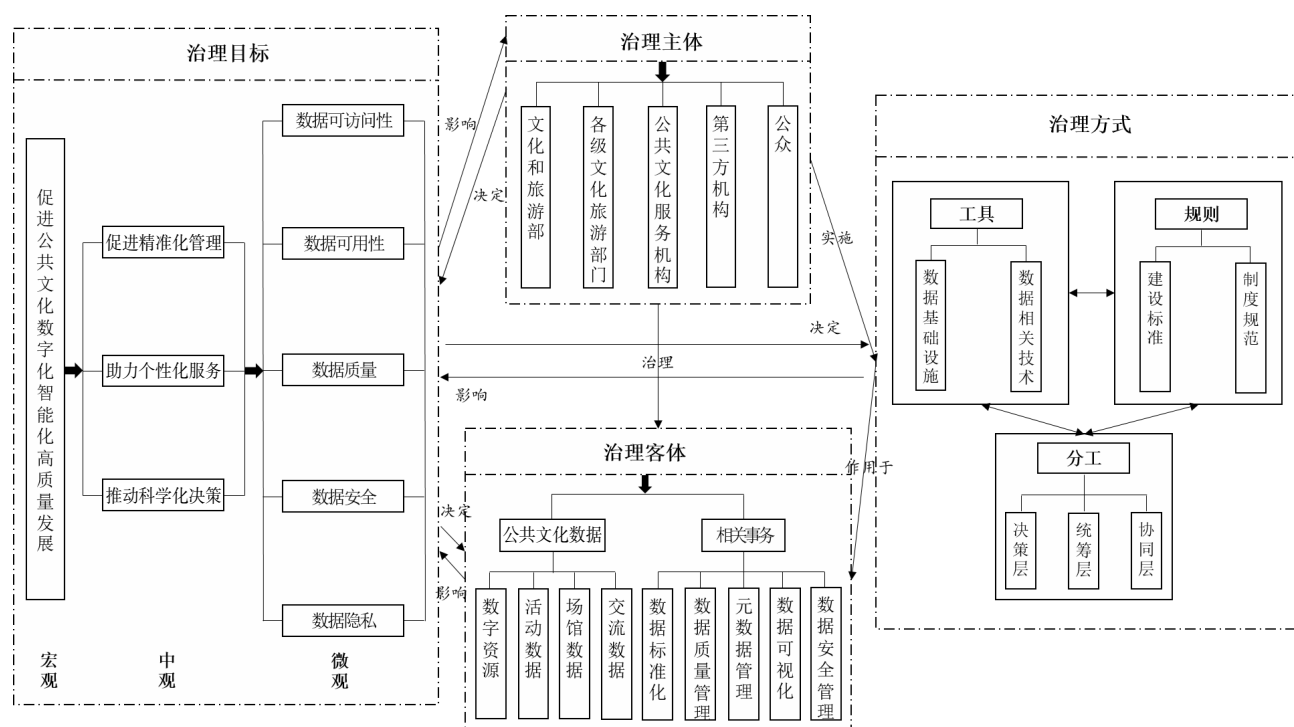 治理目标
促进公共文化数字化智能化高质量发展
促进精准化管理
助力个性化服务
推动科学化决策
数据可访问性
数据可用性
数据质量
数据安全
数据隐私
宏观
中观
微观
影响
决定
治理主体
文化和旅游部
各级文化旅游部门
公共文化服务机构
第三方机构
公众
实施
决定
治理
影响
治理客体
作用于
决定
影响
公共文化数据
相关事务
数字资源
活动数据
场馆数据
交流数据
数据标准化
数据质量管理
元数据管理
数据可视化
数据安全管理
治理方式
工具
数据基础设施
数据相关技术
规则
建设标准
制度规范
分工
决策层
统筹层
协同层